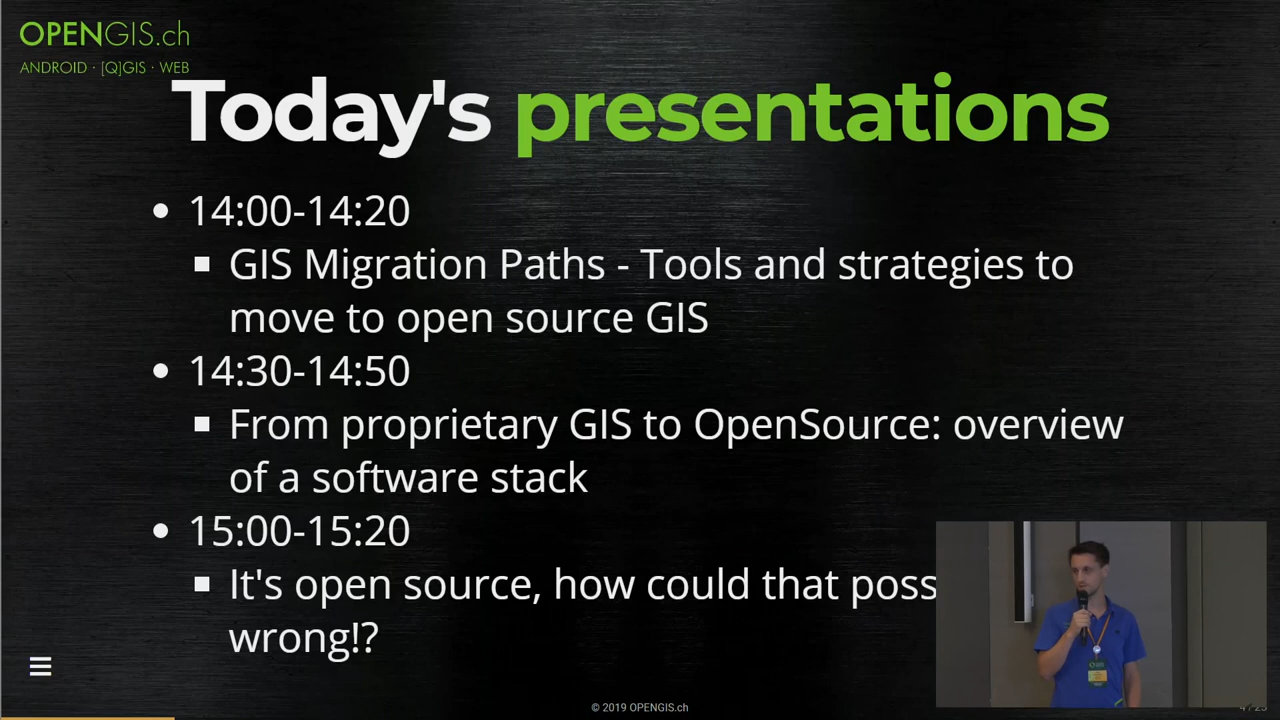 OPENGIS.ch
ANDROID · [Q]GIS · WEB
Today's presentations
14:00-14:20
GIS Migration Paths - Tools and strategies to
move to open source GIS
14:30-14:50
From proprietary GIS to OpenSource: overview
of a software stack
15:00-15:20
It's open source, how could that poss
wrong!?
© 2019 OPENGIS.ch